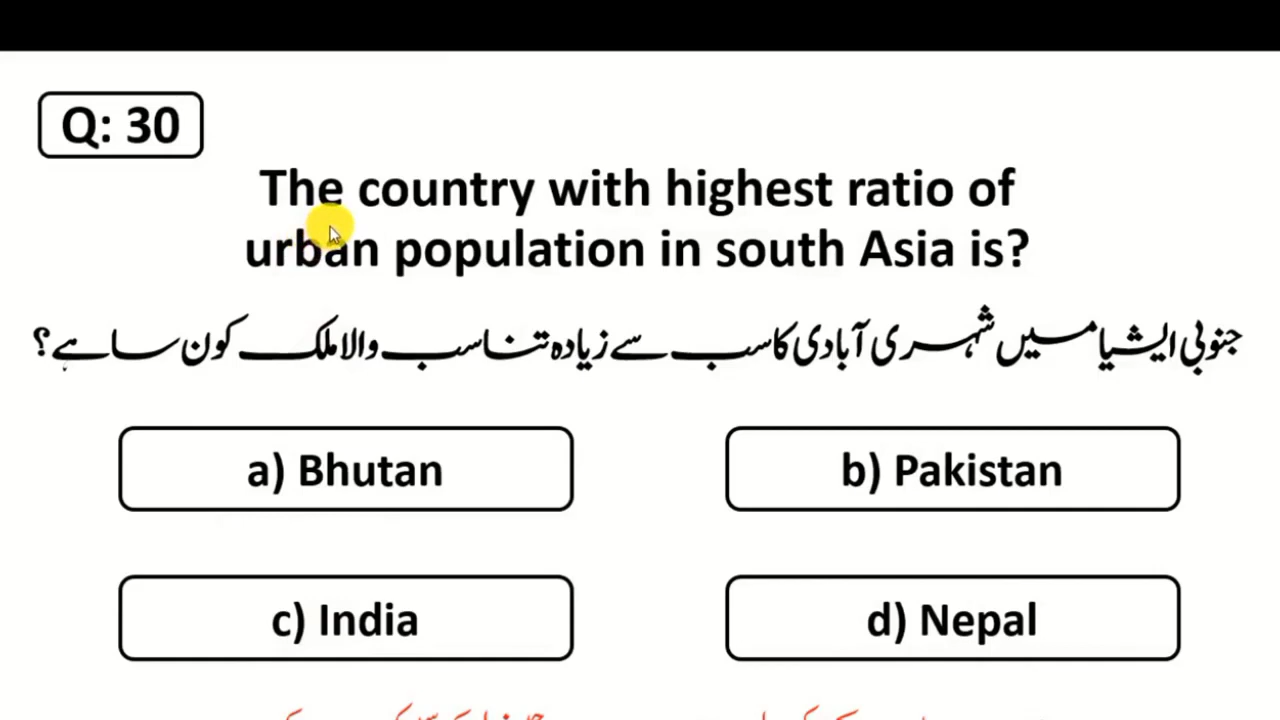 Q: 30
The country with highest ratio of
urban population in south Asia is?
جنوبی ایشیا میں شہری آبادی کا سب سے زیادہ تناسب والا ملک کون سا ہے؟
a) Bhutan
b) Pakistan
c) India
d) Nepal